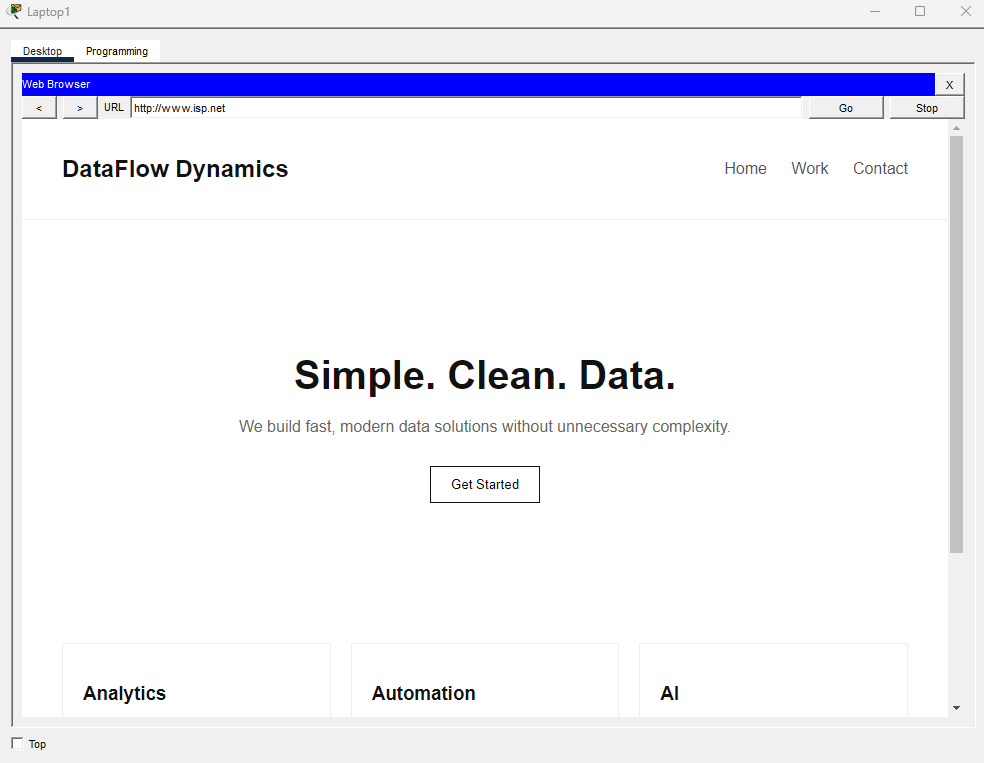 Laptop1
Desktop Programming
Web Browser X
< > URL http://www.isp.net Go Stop
DataFlow Dynamics Home Work Contact
Simple. Clean. Data.
We build fast, modern data solutions without unnecessary complexity.
Get Started
Analytics Automation AI
Top